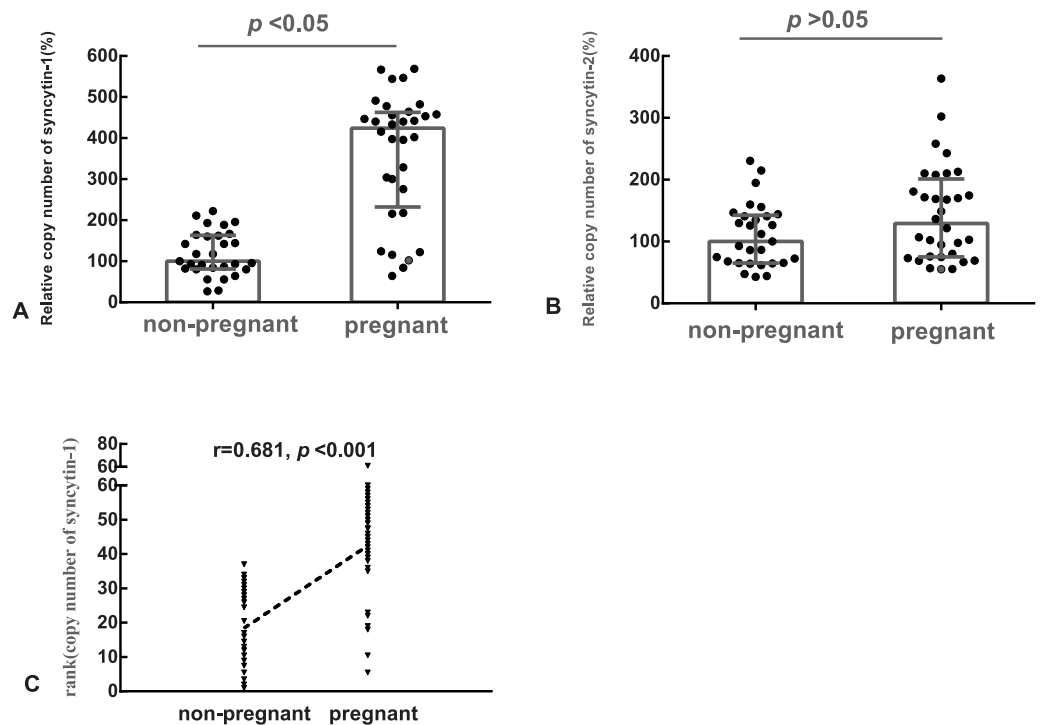 p <0.05
Relative copy number of syncytin-1(%)
600
500
400
300
200
100
0
non-pregnant
pregnant
A
p >0.05
Relative copy number of syncytin-2(%)
400
300
200
100
0
non-pregnant
pregnant
B
r=0.681, p <0.001
rank(copy number of syncytin-1)
80
60
60
50
40
30
20
10
0
non-pregnant
pregnant
C